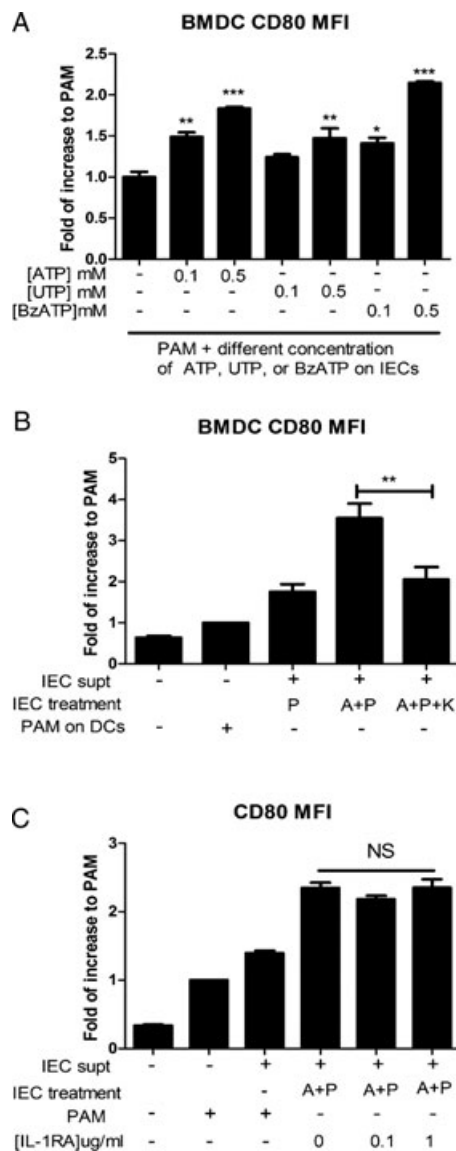 A
BMDC CD80 MFI
Fold of increase to PAM
2.5
2.0
1.5
1.0
0.5
0.0
** *** ** * ***
[ATP] mM - 0.1 0.5 - - - -
[UTP] mM - - - 0.1 0.5 - -
[BzATP]mM - - - - - 0.1 0.5
PAM + different concentration
of ATP, UTP, or BzATP on IECs
B
BMDC CD80 MFI
Fold of increase to PAM
5
4
3
2
1
0
**
IEC supt - - + + +
IEC treatment P A+P A+P+K
PAM on DCs - + - - -
C
CD80 MFI
Fold of increase to PAM
3
2
1
0
NS
IEC supt - - + + + +
IEC treatment - A+P A+P A+P
PAM - + + - - -
[IL-1RA]ug/ml - - - 0 0.1 1